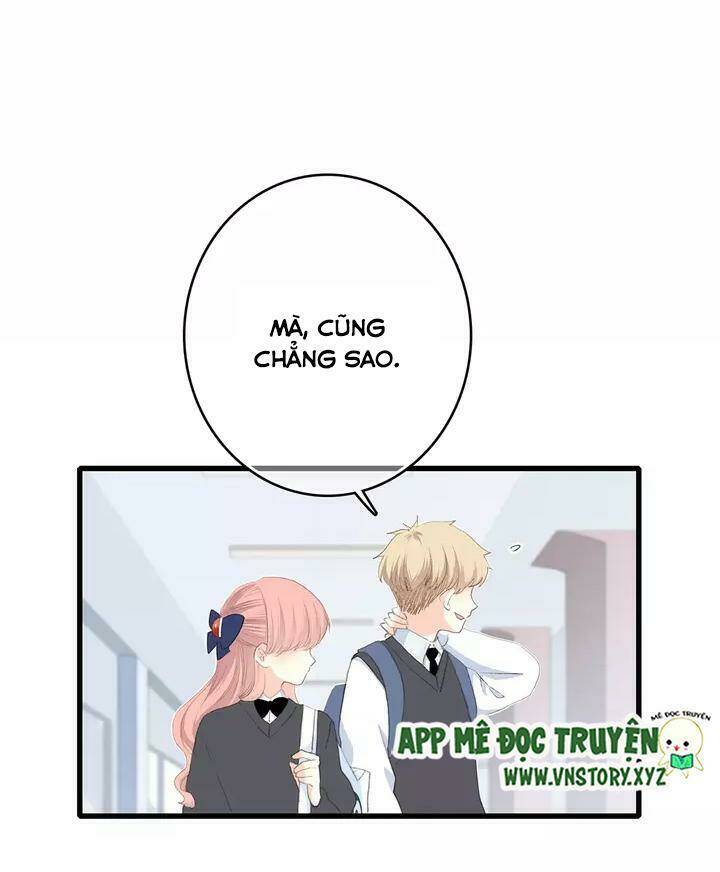 MÀ, CŨNG
CHẲNG SAO.
MÊ ĐỌC TRUYỆN
APP MÊ ĐỌC TRUYỆN
WWW.VNSTORY.XYZ